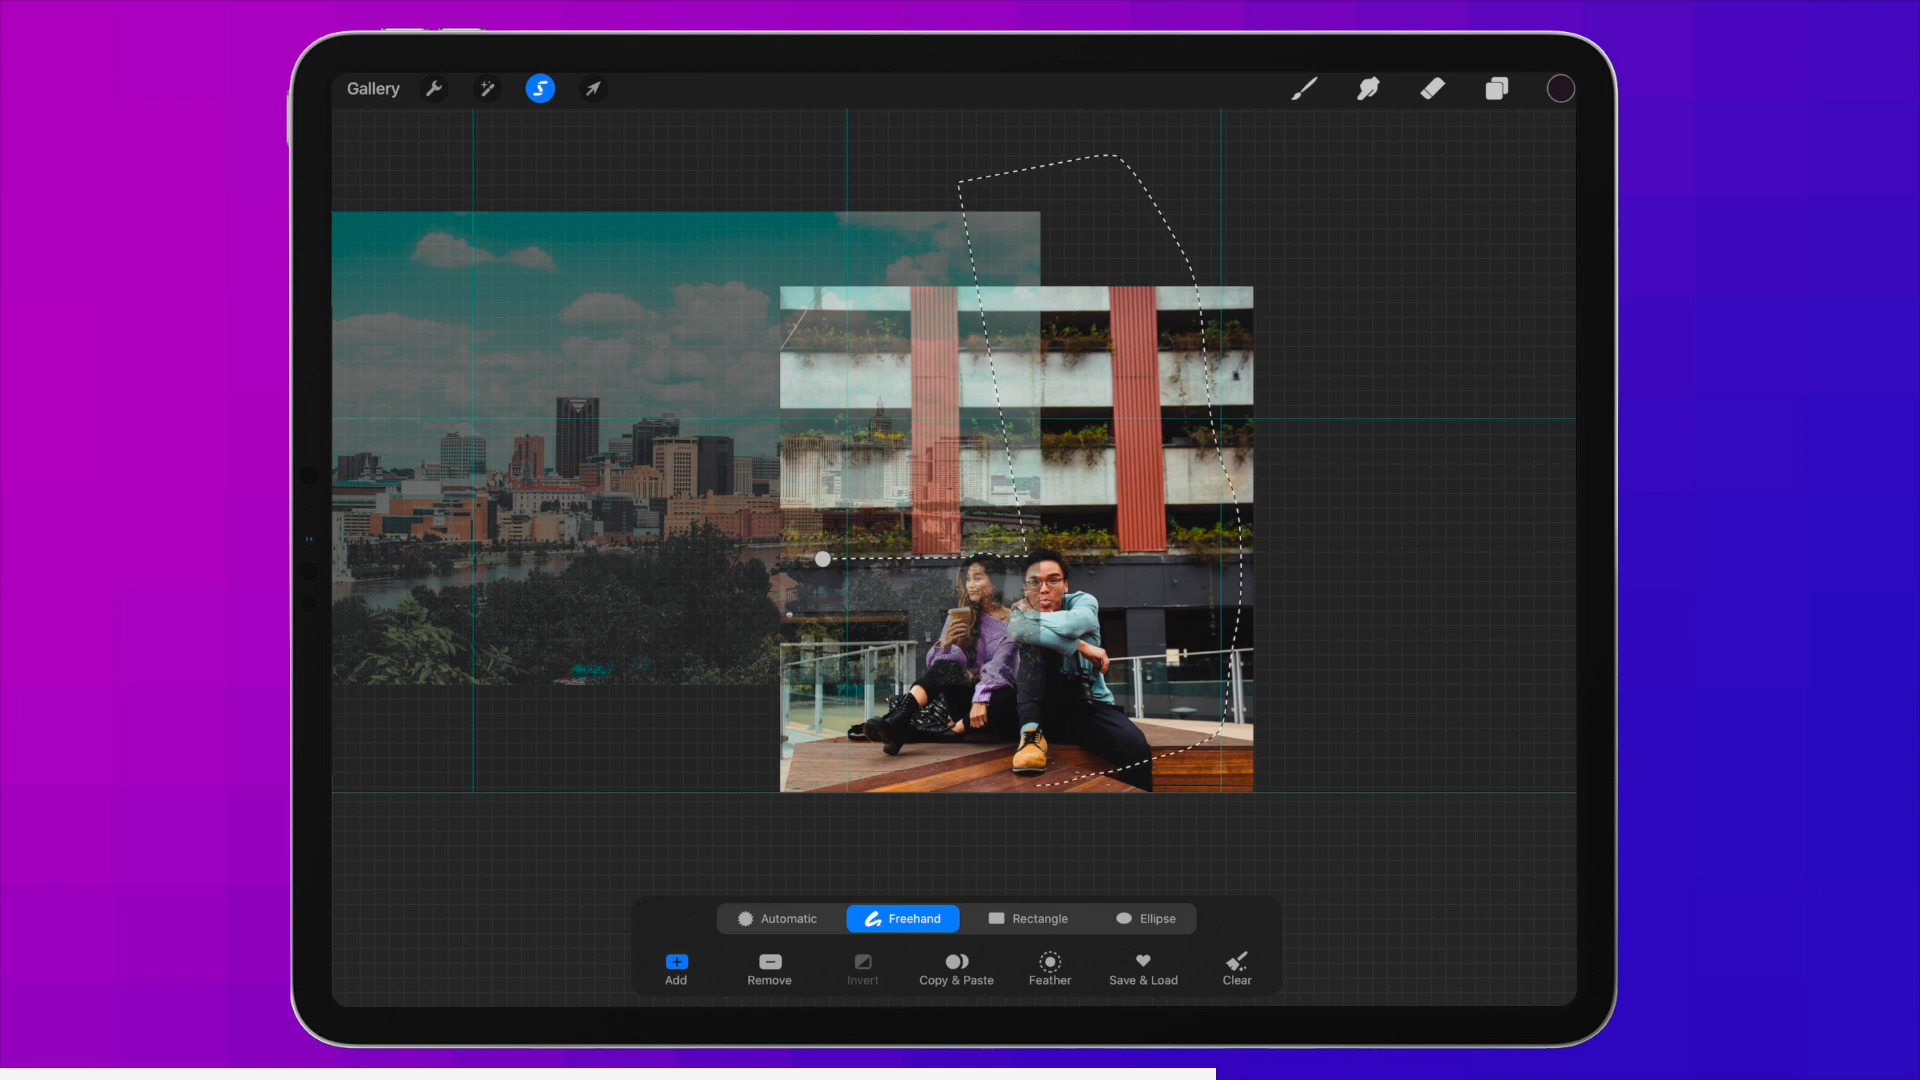 Gallery
Automatic
Freehand
Rectangle
Ellipse
Add
Remove
Invert
Copy & Paste
Feather
Save & Load
Clear